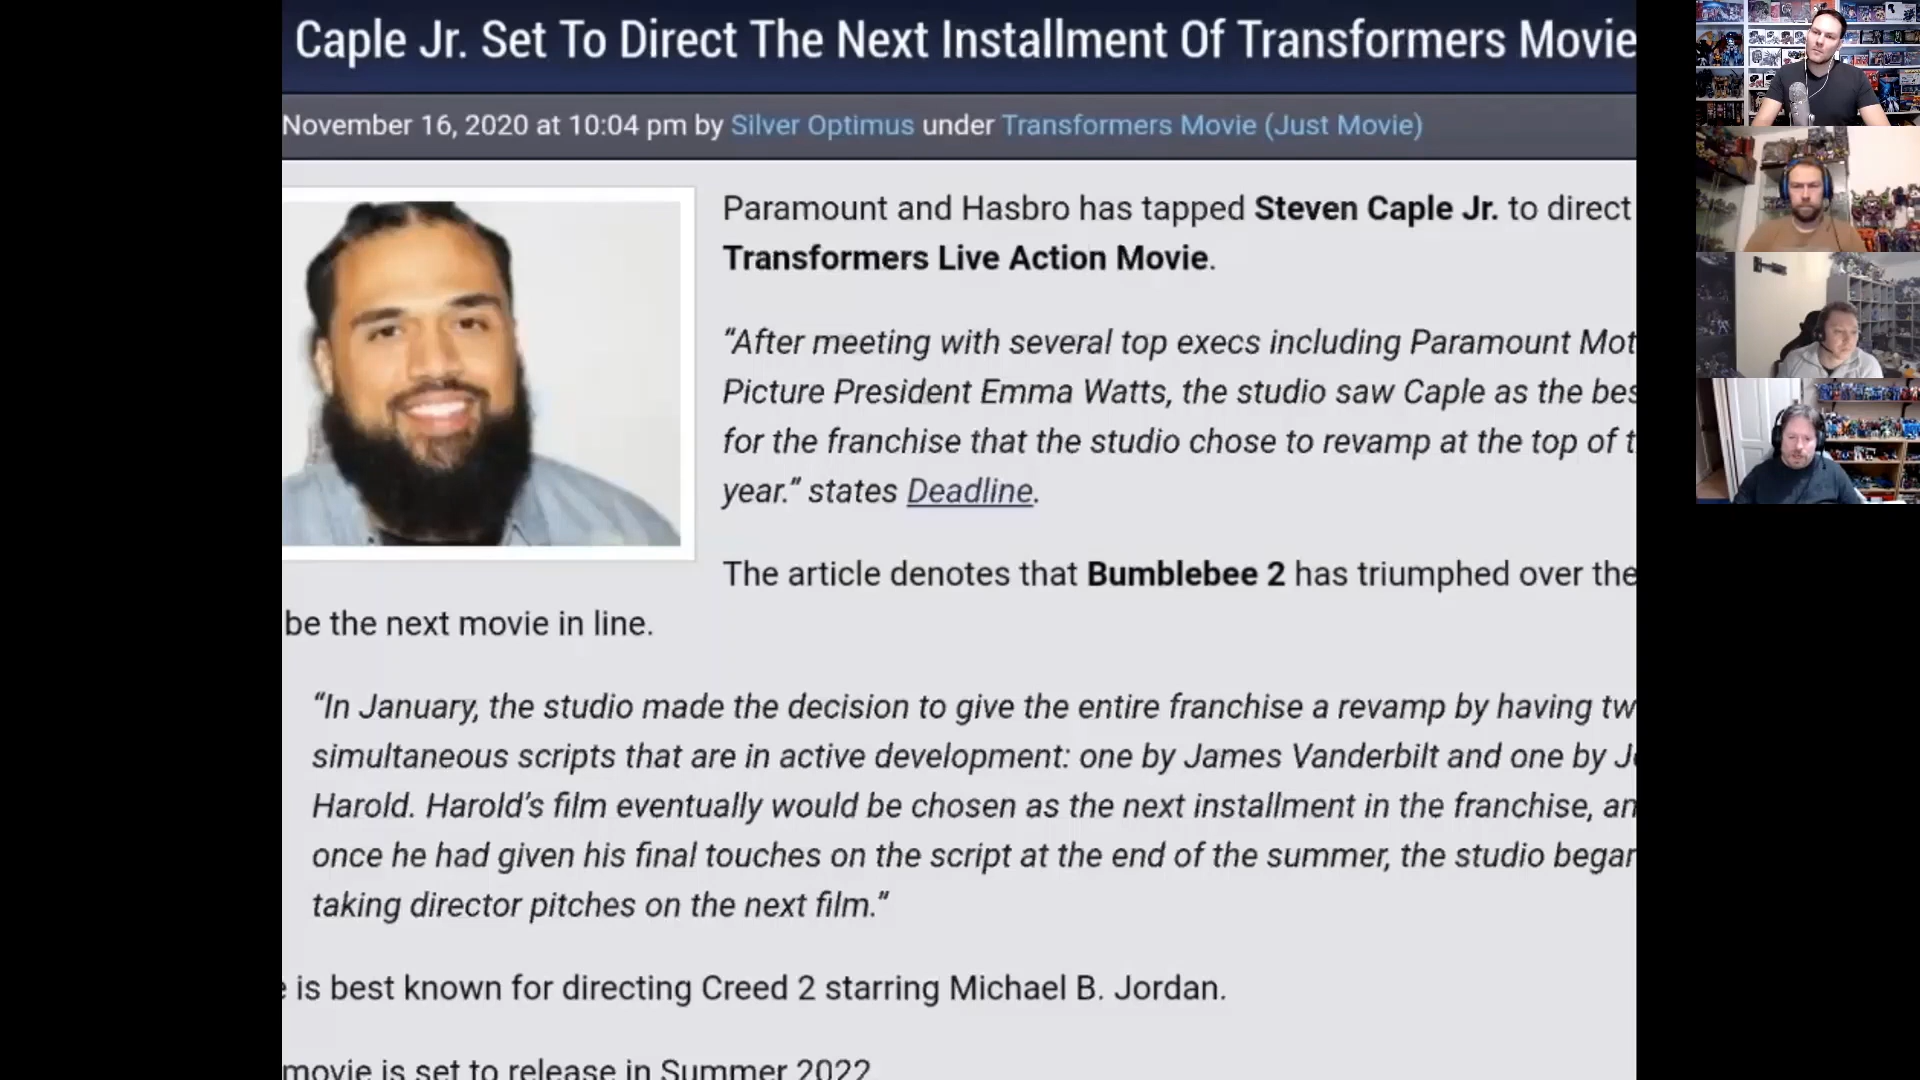 Caple Jr. Set To Direct The Next Installment Of Transformers Movie
November 16, 2020 at 10:04 pm by Silver Optimus under Transformers Movie (Just Movie)
Paramount and Hasbro has tapped Steven Caple Jr. to direct
Transformers Live Action Movie.
“After meeting with several top execs including Paramount Mot
Picture President Emma Watts, the studio saw Caple as the bes
for the franchise that the studio chose to revamp at the top of t
year.” states Deadline.
The article denotes that Bumblebee 2 has triumphed over the
be the next movie in line.
“In January, the studio made the decision to give the entire franchise a revamp by having tw
simultaneous scripts that are in active development: one by James Vanderbilt and one by J
Harold. Harold’s film eventually would be chosen as the next installment in the franchise, an
once he had given his final touches on the script at the end of the summer, the studio began
taking director pitches on the next film.”
e is best known for directing Creed 2 starring Michael B. Jordan.
movie is set to release in Summer 2022